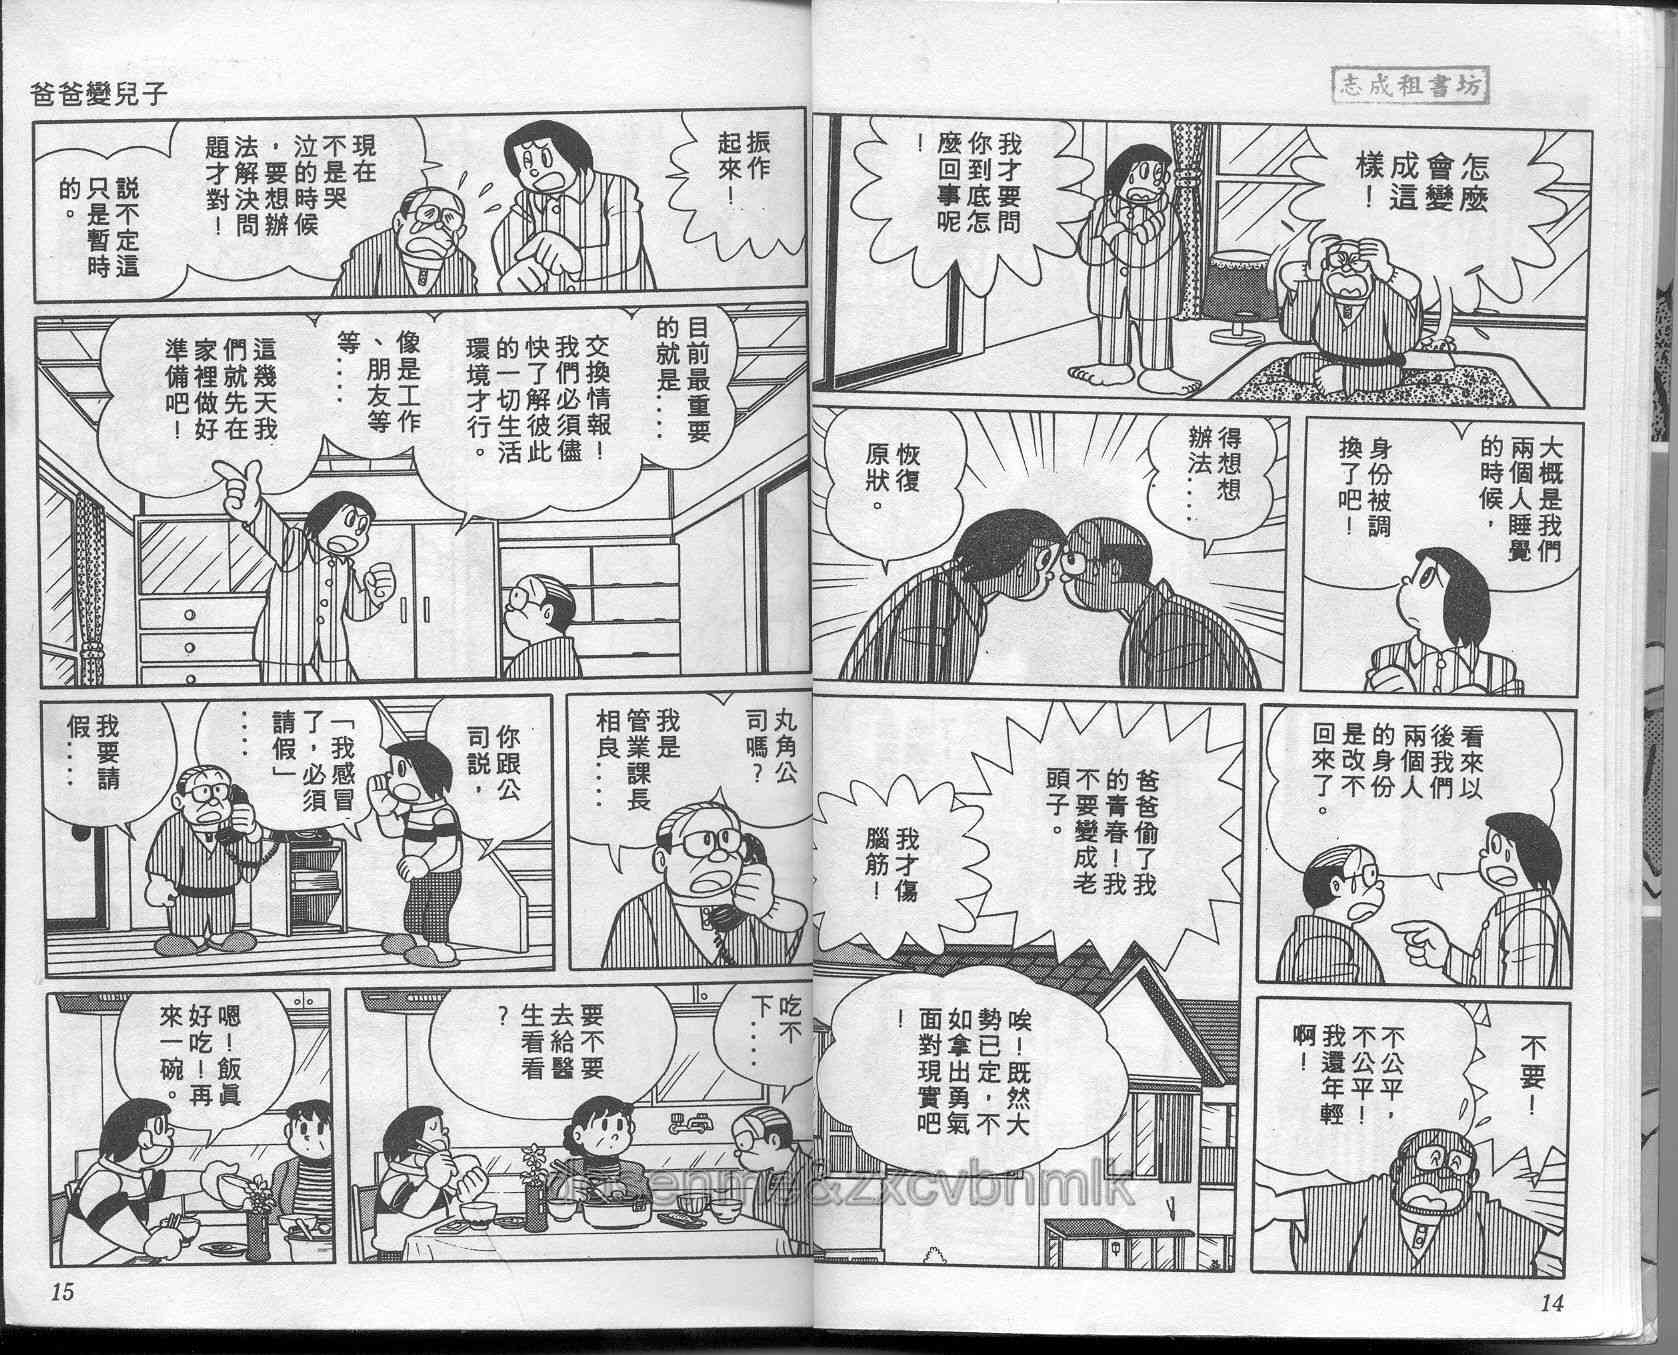 志成租書坊
怎麼
會變
成這
樣！
我才要問
你到底怎
麼回事呢
！
大概是我們
兩個人睡覺
的時候，
身份被調
換了吧！
得想想
辦法‥‥
恢復
原狀。
看來以
後我們
兩個人
的身份
是改不
回來了。
不要！
不公平，
不公平！
我還年輕
啊！
爸爸偷了我
的青春！我
不要變成老
頭子。
我才傷
腦筋！
唉！既然大
勢已定，不
如拿出勇氣
面對現實吧
！
14
爸爸變兒子
振作
起來！
現在
不是哭
泣的時候
，要想辦
法解決問
題才對！
說不定這
只是暫時
的。
目前最重要
的就是‥‥
交換情報！
我們必須儘
快了解彼此
的一切生活
環境才行。
像是工作
、朋友等
等‥‥
這幾天我
們就先在
家裡做好
準備吧！
丸角公
司嗎？
我是
管業課長
相良‥‥
你跟公
司說，
「我感冒
了，必須
請假」
‥‥
我要請
假‥‥
吃不
下‥‥
要不要
去給醫
生看看
？
嗯！飯真
好吃！再
來一碗。
15